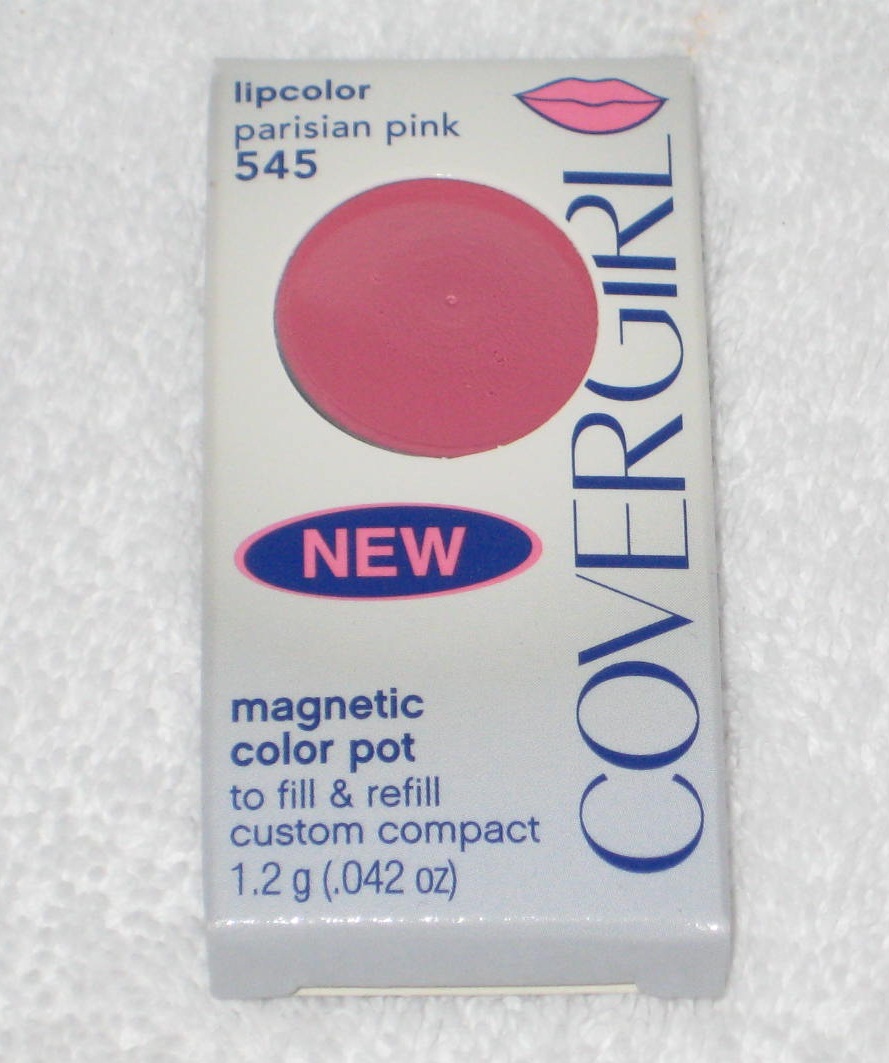 lipcolor
parisian pink
545
COVERGIRL
NEW
magnetic
color pot
to fill & refill
custom compact
1.2 g (.042 oz)